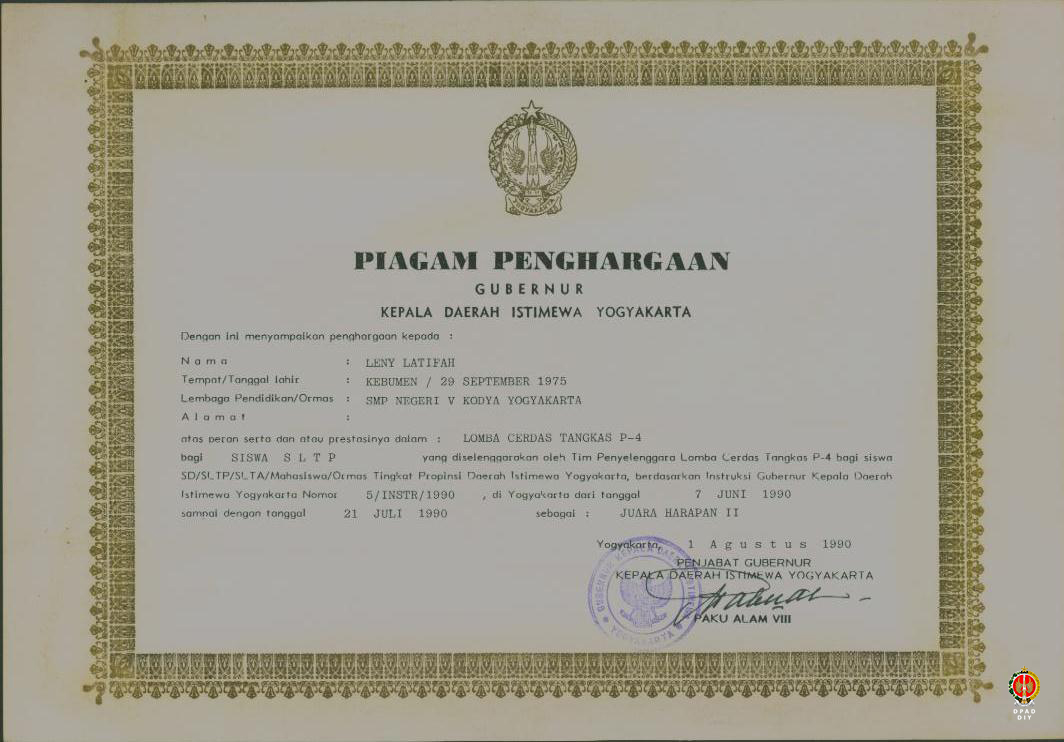 PIAGAM PENGHARGAAN
GUBERNUR
KEPALA DAERAH ISTIMEWA YOGYAKARTA
Dengan ini menyampaikan penghargaan kepada :
Nama : LENY LATIFAH
Tempat/Tanggal lahir : KEBUMEN / 29 SEPTEMBER 1975
Lembaga Pendidikan/Ormas : SMP NEGERI V KODYA YOGYAKARTA
Alamat :
atas peran serta dan atau prestasinya dalam : LOMBA CERDAS TANGKAS P-4
bagi SISWA SLTP yang diselenggarakan oleh Tim Penyelenggara Lomba Cerdas Tangkas P-4 bagi siswa
SD/SLTP/SLTA/Mahasiswa/Ormas Tingkat Propinsi Daerah Istimewa Yogyakarta, berdasarkan Instruksi Gubernur Kepala Daerah
Istimewa Yogyakarta Nomor 5/INSTR/1990 , di Yogyakarta dari tanggal 7 JUNI 1990
sampai dengan tanggal 21 JULI 1990 sebagai : JUARA HARAPAN II
Yogyakarta, 1 Agustus 1990
PENJABAT GUBERNUR
KEPALA DAERAH ISTIMEWA YOGYAKARTA
PAKU ALAM VIII
GUBERNUR KEPALA DAERAH ISTIMEWA
YOGYAKARTA
DPAD
DIY